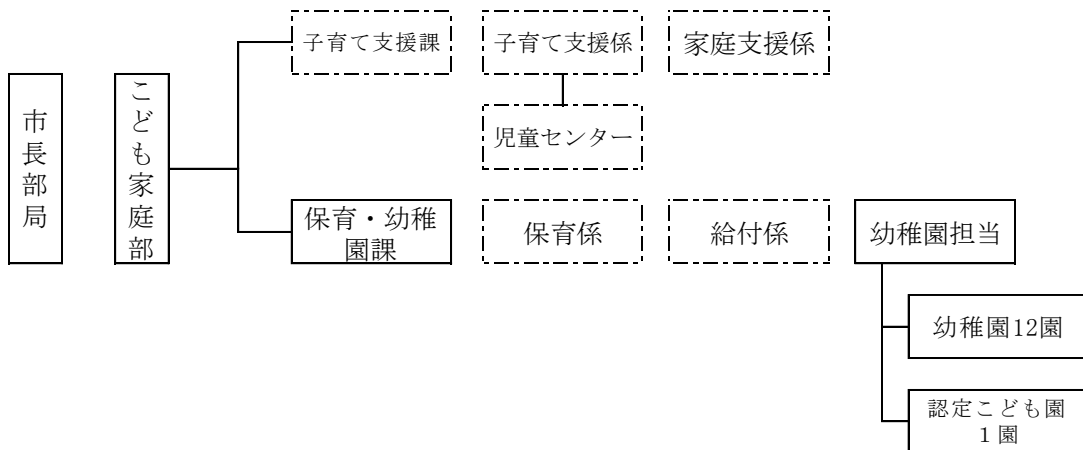 子育て支援課
子育て支援係
家庭支援係
市長部局
こども家庭部
児童センター
保育・幼稚
園課
保育係
給付係
幼稚園担当
幼稚園12園
認定こども園
１園